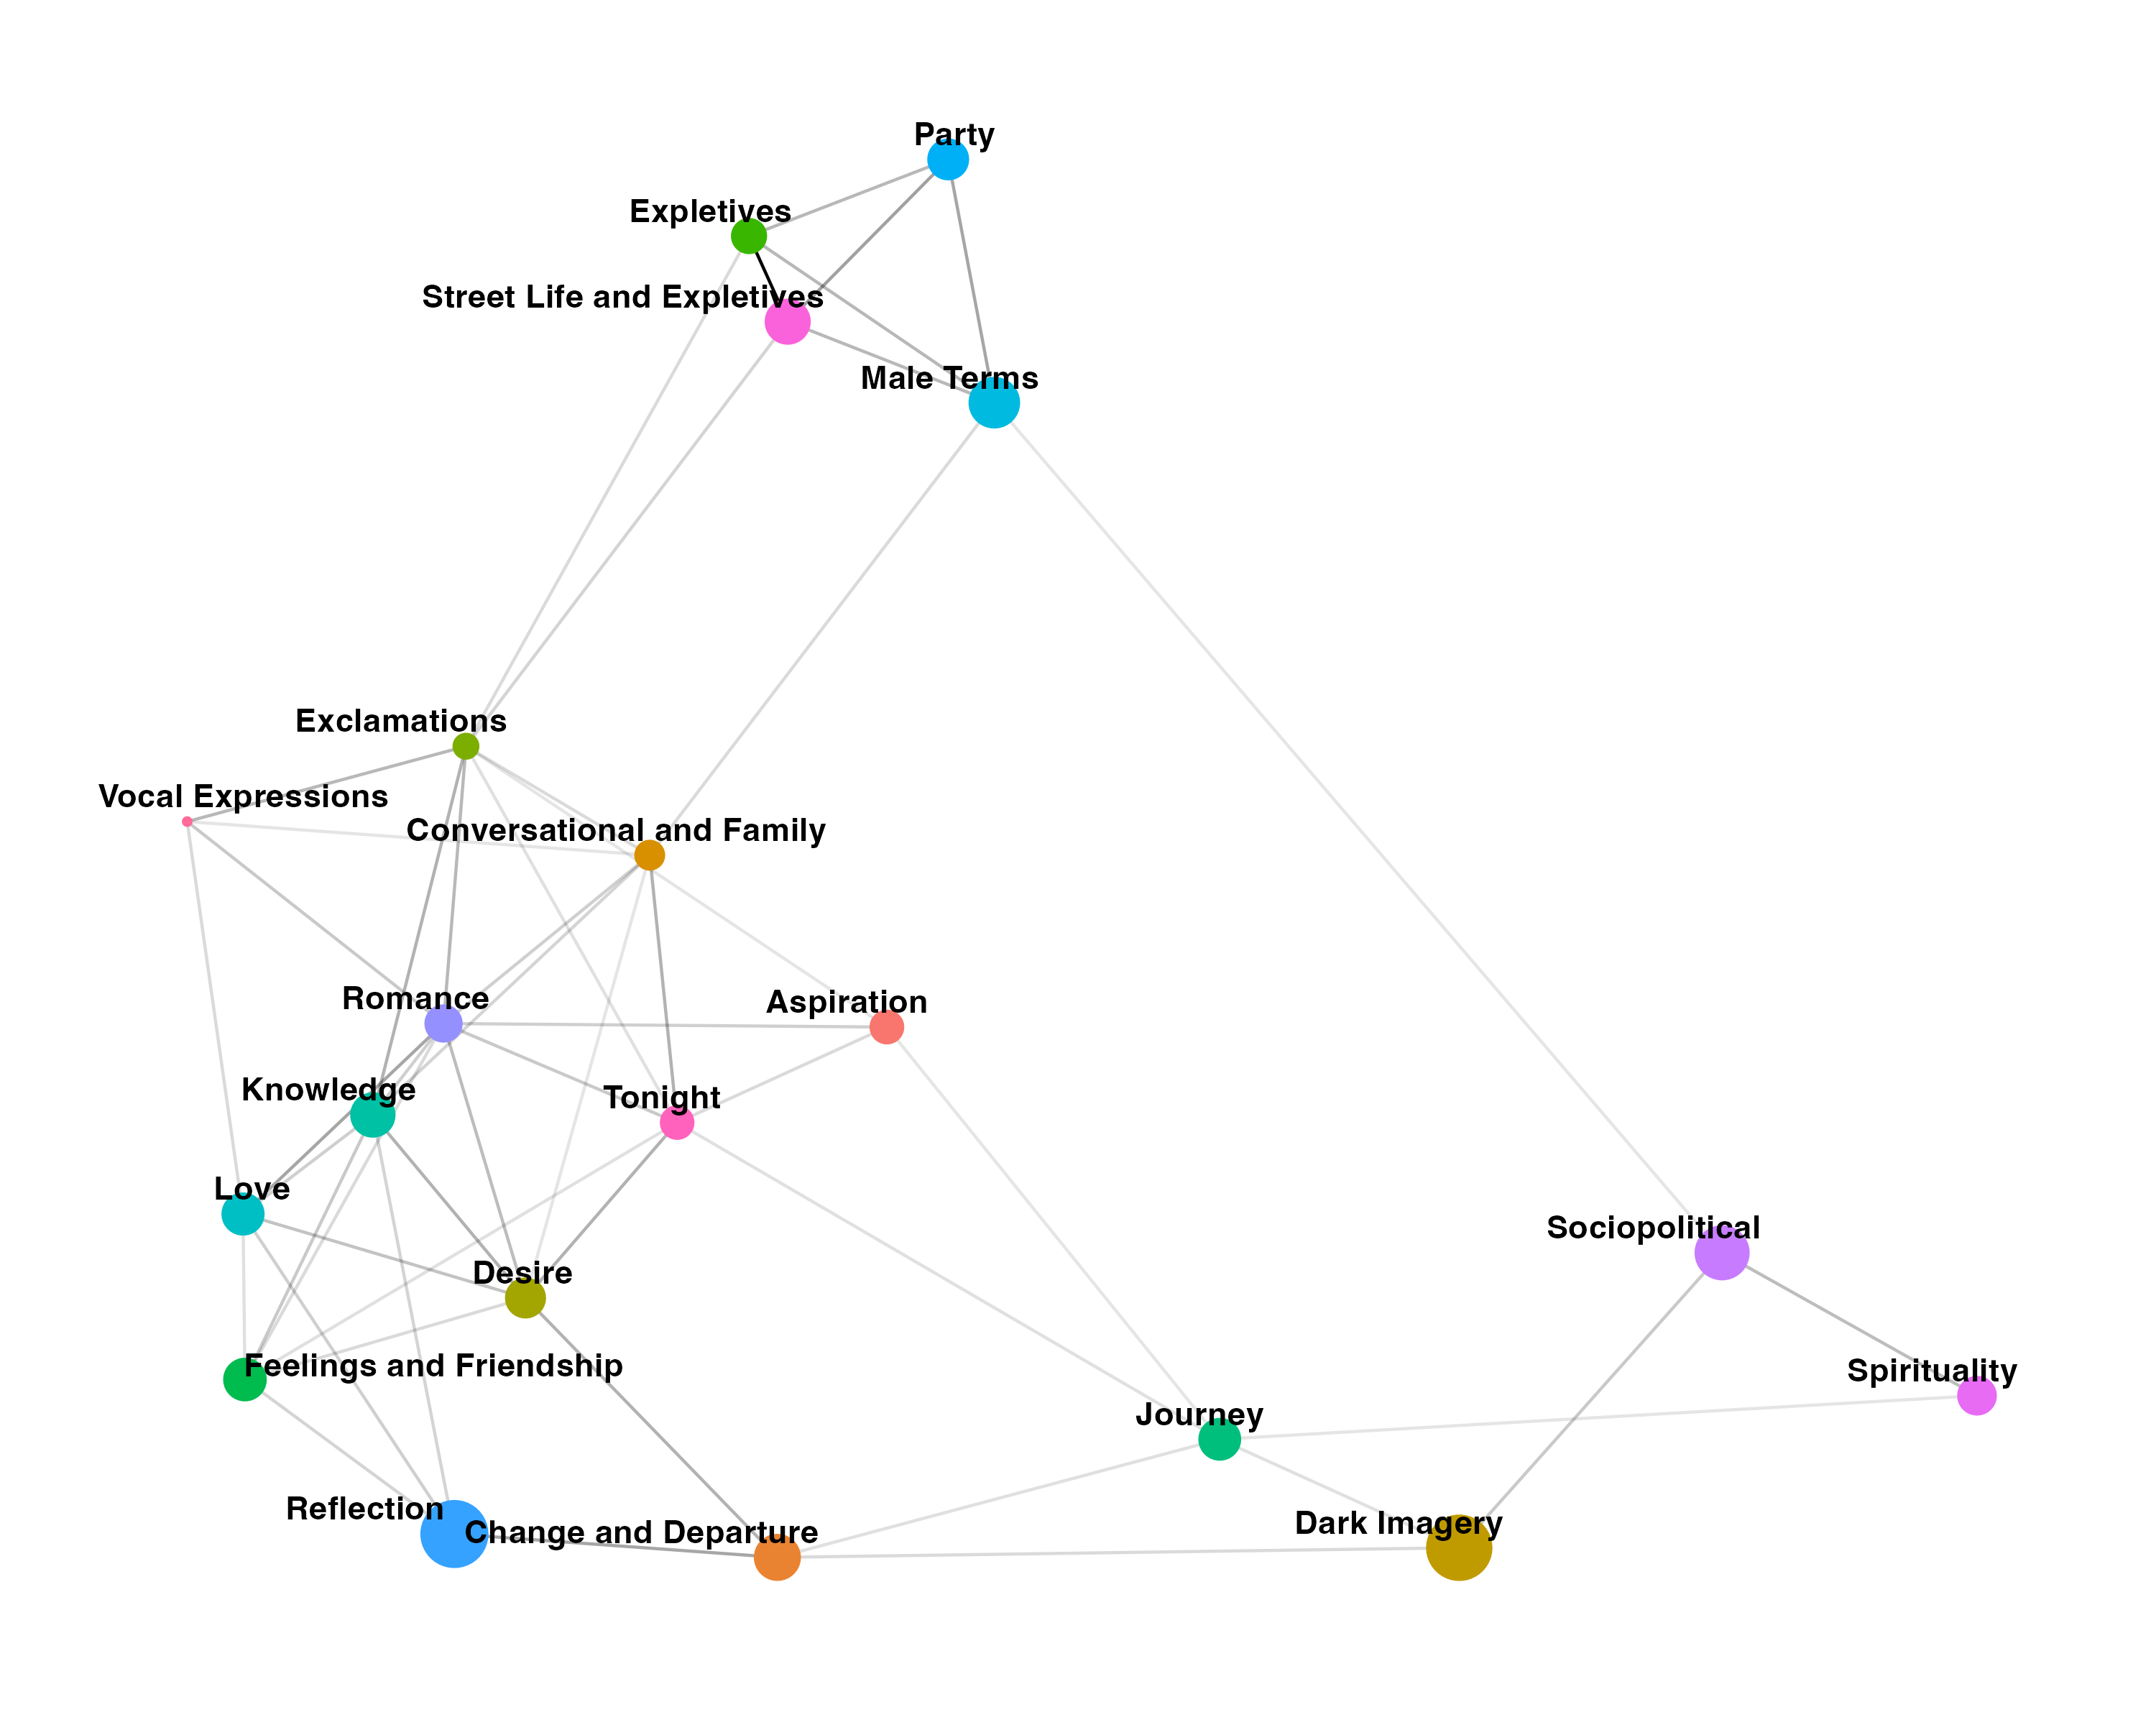 Party
Expletives
Street Life and Expletives
Male Terms
Exclamations
Vocal Expressions
Conversational and Family
Romance
Aspiration
Knowledge
Tonight
Love
Sociopolitical
Desire
Feelings and Friendship
Spirituality
Journey
Reflection
Change and Departure
Dark Imagery